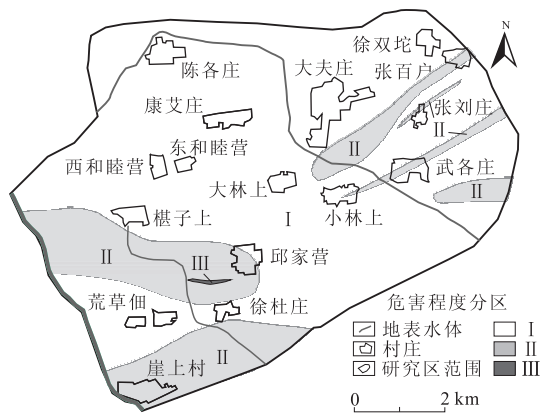 N
徐双坨
张百户
陈各庄
大夫庄
康艾庄
张刘庄
Ⅱ
东和睦营
Ⅱ
西和睦营
武各庄
大林上
Ⅱ
椹子上
Ⅰ
小林上
Ⅱ
Ⅲ
邱家营
荒草佃
徐杜庄
崖上村
Ⅱ
危害程度分区
地表水体 Ⅰ
村庄 Ⅱ
研究区范围 Ⅲ
0 2 km